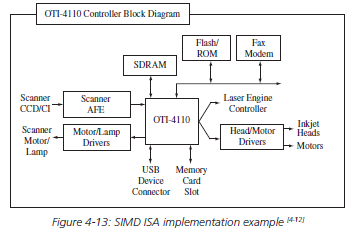 OTI-4110 Controller Block Diagram
Flash/
ROM
Fax
Modem
SDRAM
Scanner
CCD/CI
Scanner
AFE
OTI-4110
Laser Engine
Controller
Scanner
Motor/
Lamp
Motor/Lamp
Drivers
Head/Motor
Drivers
Inkjet
Heads
Motors
USB
Device
Connector
Memory
Card
Slot
Figure 4-13: SIMD ISA implementation example [4-12]